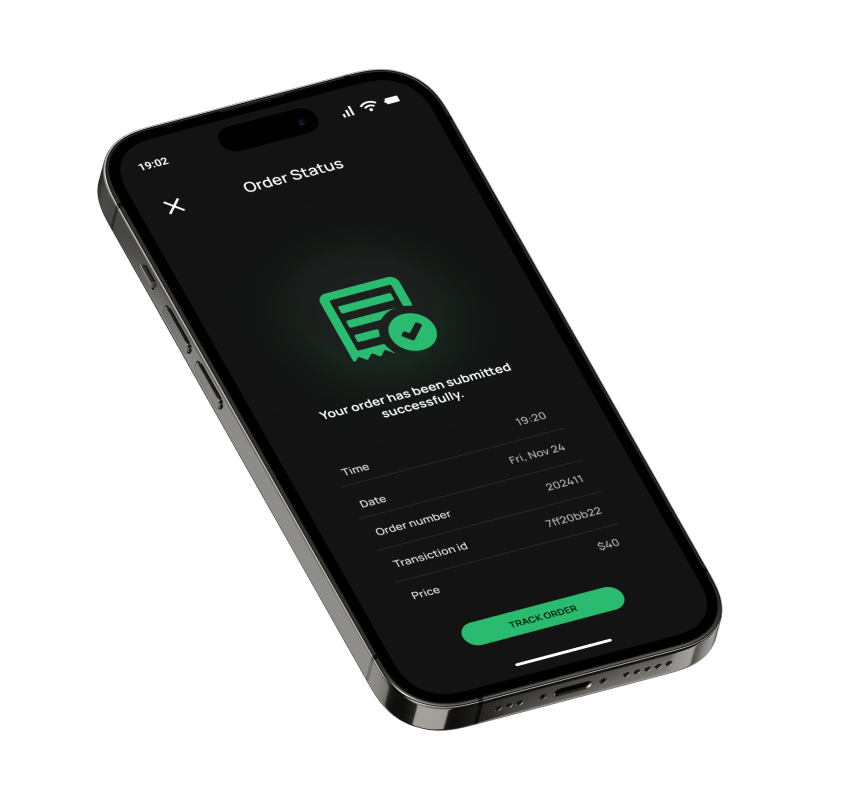 19:02
Order Status
Your order has been submitted
successfully.
Time 19:20
Date Fri, Nov 24
Order number 202411
Transiction id 7ff20bb22
Price $40
TRACK ORDER